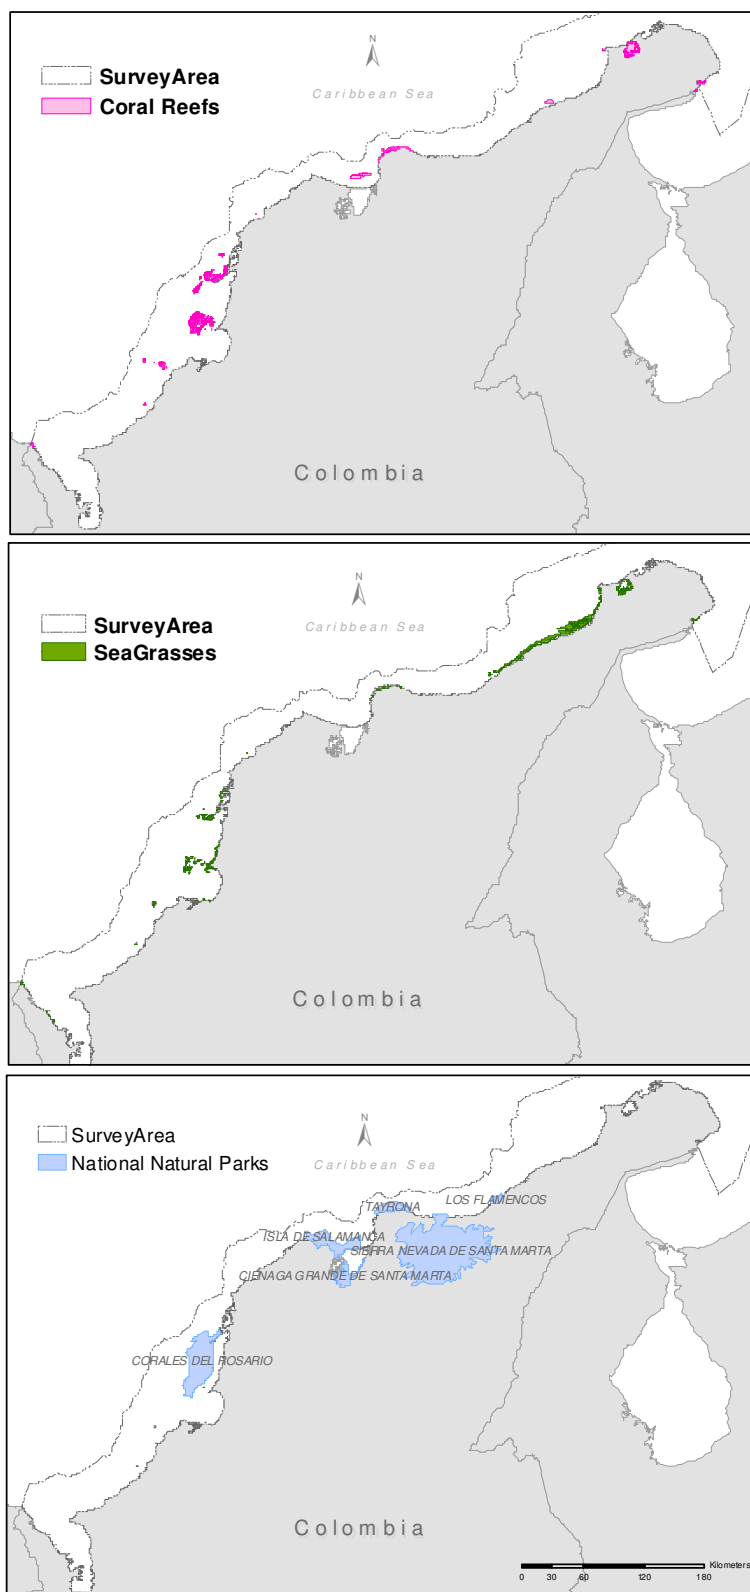 N
SurveyArea
Caribbean Sea
Coral Reefs
Colombia
N
SurveyArea
Caribbean Sea
SeaGrasses
Colombia
N
SurveyArea
National Natural Parks
Caribbean Sea
LOS FLAMENCOS
TAYRONA
ISLA DE SALAMANCA
SIERRA NEVADA DE SANTA MARTA
CIENAGA GRANDE DE SANTA MARTA
CORALES DEL ROSARIO
Colombia
Kilometers
0 30 60 120 180